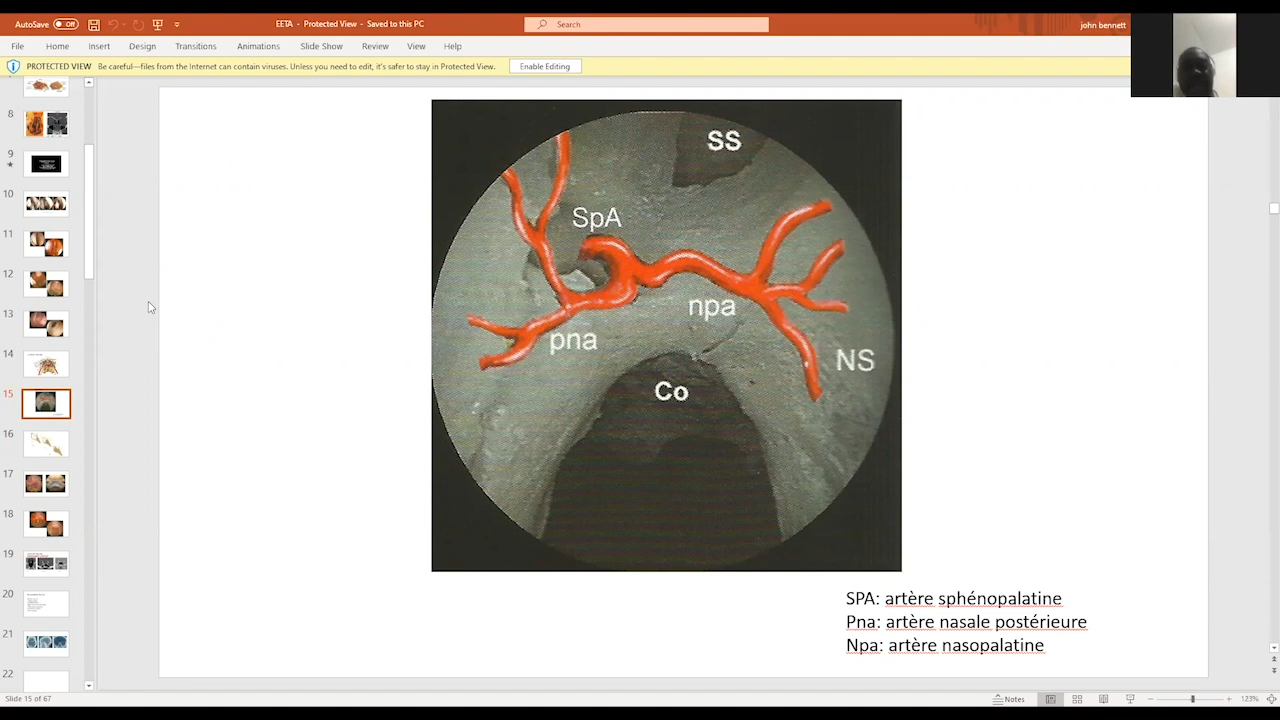 AutoSave Off EETA - Protected View - Saved to this PC Search john bennett
File Home Insert Design Transitions Animations Slide Show Review View Help
PROTECTED VIEW Be careful—files from the Internet can contain viruses. Unless you need to edit, it's safer to stay in Protected View. Enable Editing
8
9
10
11
12
13
14
15
16
17
18
19
20
21
22
SS
SpA
npa
pna
NS
Co
SPA: artère sphénopalatine
Pna: artère nasale postérieure
Npa: artère nasopalatine
Slide 15 of 67 Notes 123%